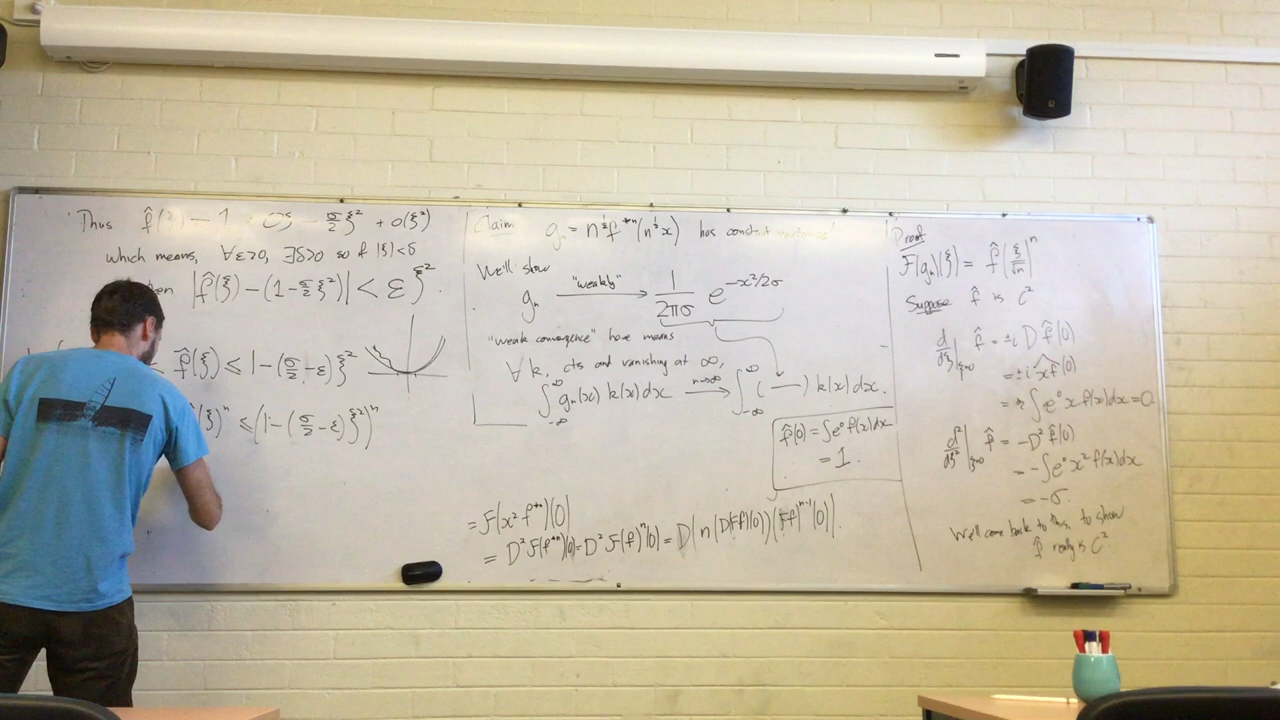 Thus f̂(ξ) = 1 + 0ξ - σ/2 ξ² + o(ξ²)
which means, ∀ε>0, ∃δ>0 so if |ξ|<δ
|f̂(ξ) - (1 - σ/2 ξ²)| < εξ².
≤ f̂(ξ) ≤ 1-(σ/2 - ε)ξ²
(ξ)ⁿ ≤ (1-(σ/2 - ε)ξ²)ⁿ
Claim gₙ = n^½ f^{*n}(n^½ x) has constant
We'll show
gₙ "weakly" → 1/2πσ e^{-x²/2σ}
"weak convergence" here means
∀ k, cts and vanishing at ∞,
∫_{-∞}^{∞} gₙ(x) k(x) dx →_{n→∞} ∫_{-∞}^{∞} ( — ) k(x) dx.
f̂(0) = ∫e⁰ f(x)dx
= 1.
= F(x² f^{*n})(0)
= D² F(f^{*n})(0) = D² F(f)ⁿ(0) = D(n(D(Ff)(0))(Ff)^{n-1}(0)).
Proof
F(gₙ)(ξ) = f̂(ξ/√n)ⁿ
Suppose f̂ is C²
d/dξ|_{ξ=0} f̂ = ±i D f̂(0)
= ±i x̂f(0)
∫e⁰ x f(x)dx = 0
d²/dξ²|_{ξ=0} f̂ = -D² f̂(0)
= -∫e⁰ x² f(x)dx
= -σ.
We'll come back to this, to show
f̂ really is C²